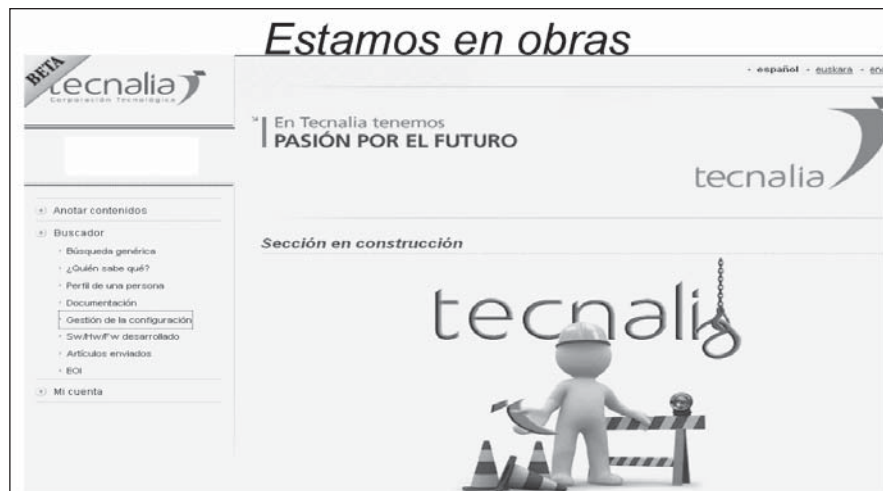 Estamos en obras
BETA
tecnalia
Corporación Tecnológica
español - euskara -
En Tecnalia tenemos
PASIÓN POR EL FUTURO
tecnalia
Anotar contenidos
Buscador
Búsqueda genérica
¿Quién sabe qué?
Perfil de una persona
Documentación
Gestión de la configuración
Sw/Hw/Fw desarrollado
Artículos enviados
EOI
Mi cuenta
Sección en construcción
tecnalia